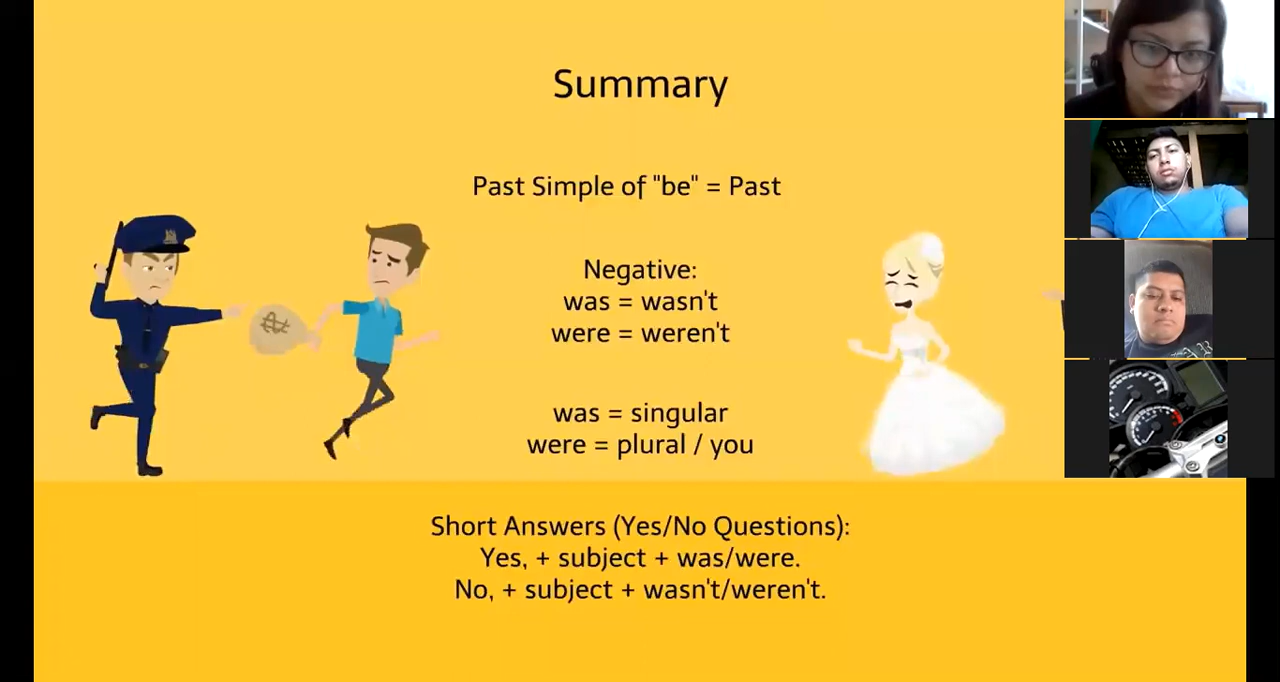 Summary
Past Simple of "be" = Past
Negative:
was = wasn't
were = weren't
was = singular
were = plural / you
Short Answers (Yes/No Questions):
Yes, + subject + was/were.
No, + subject + wasn't/weren't.